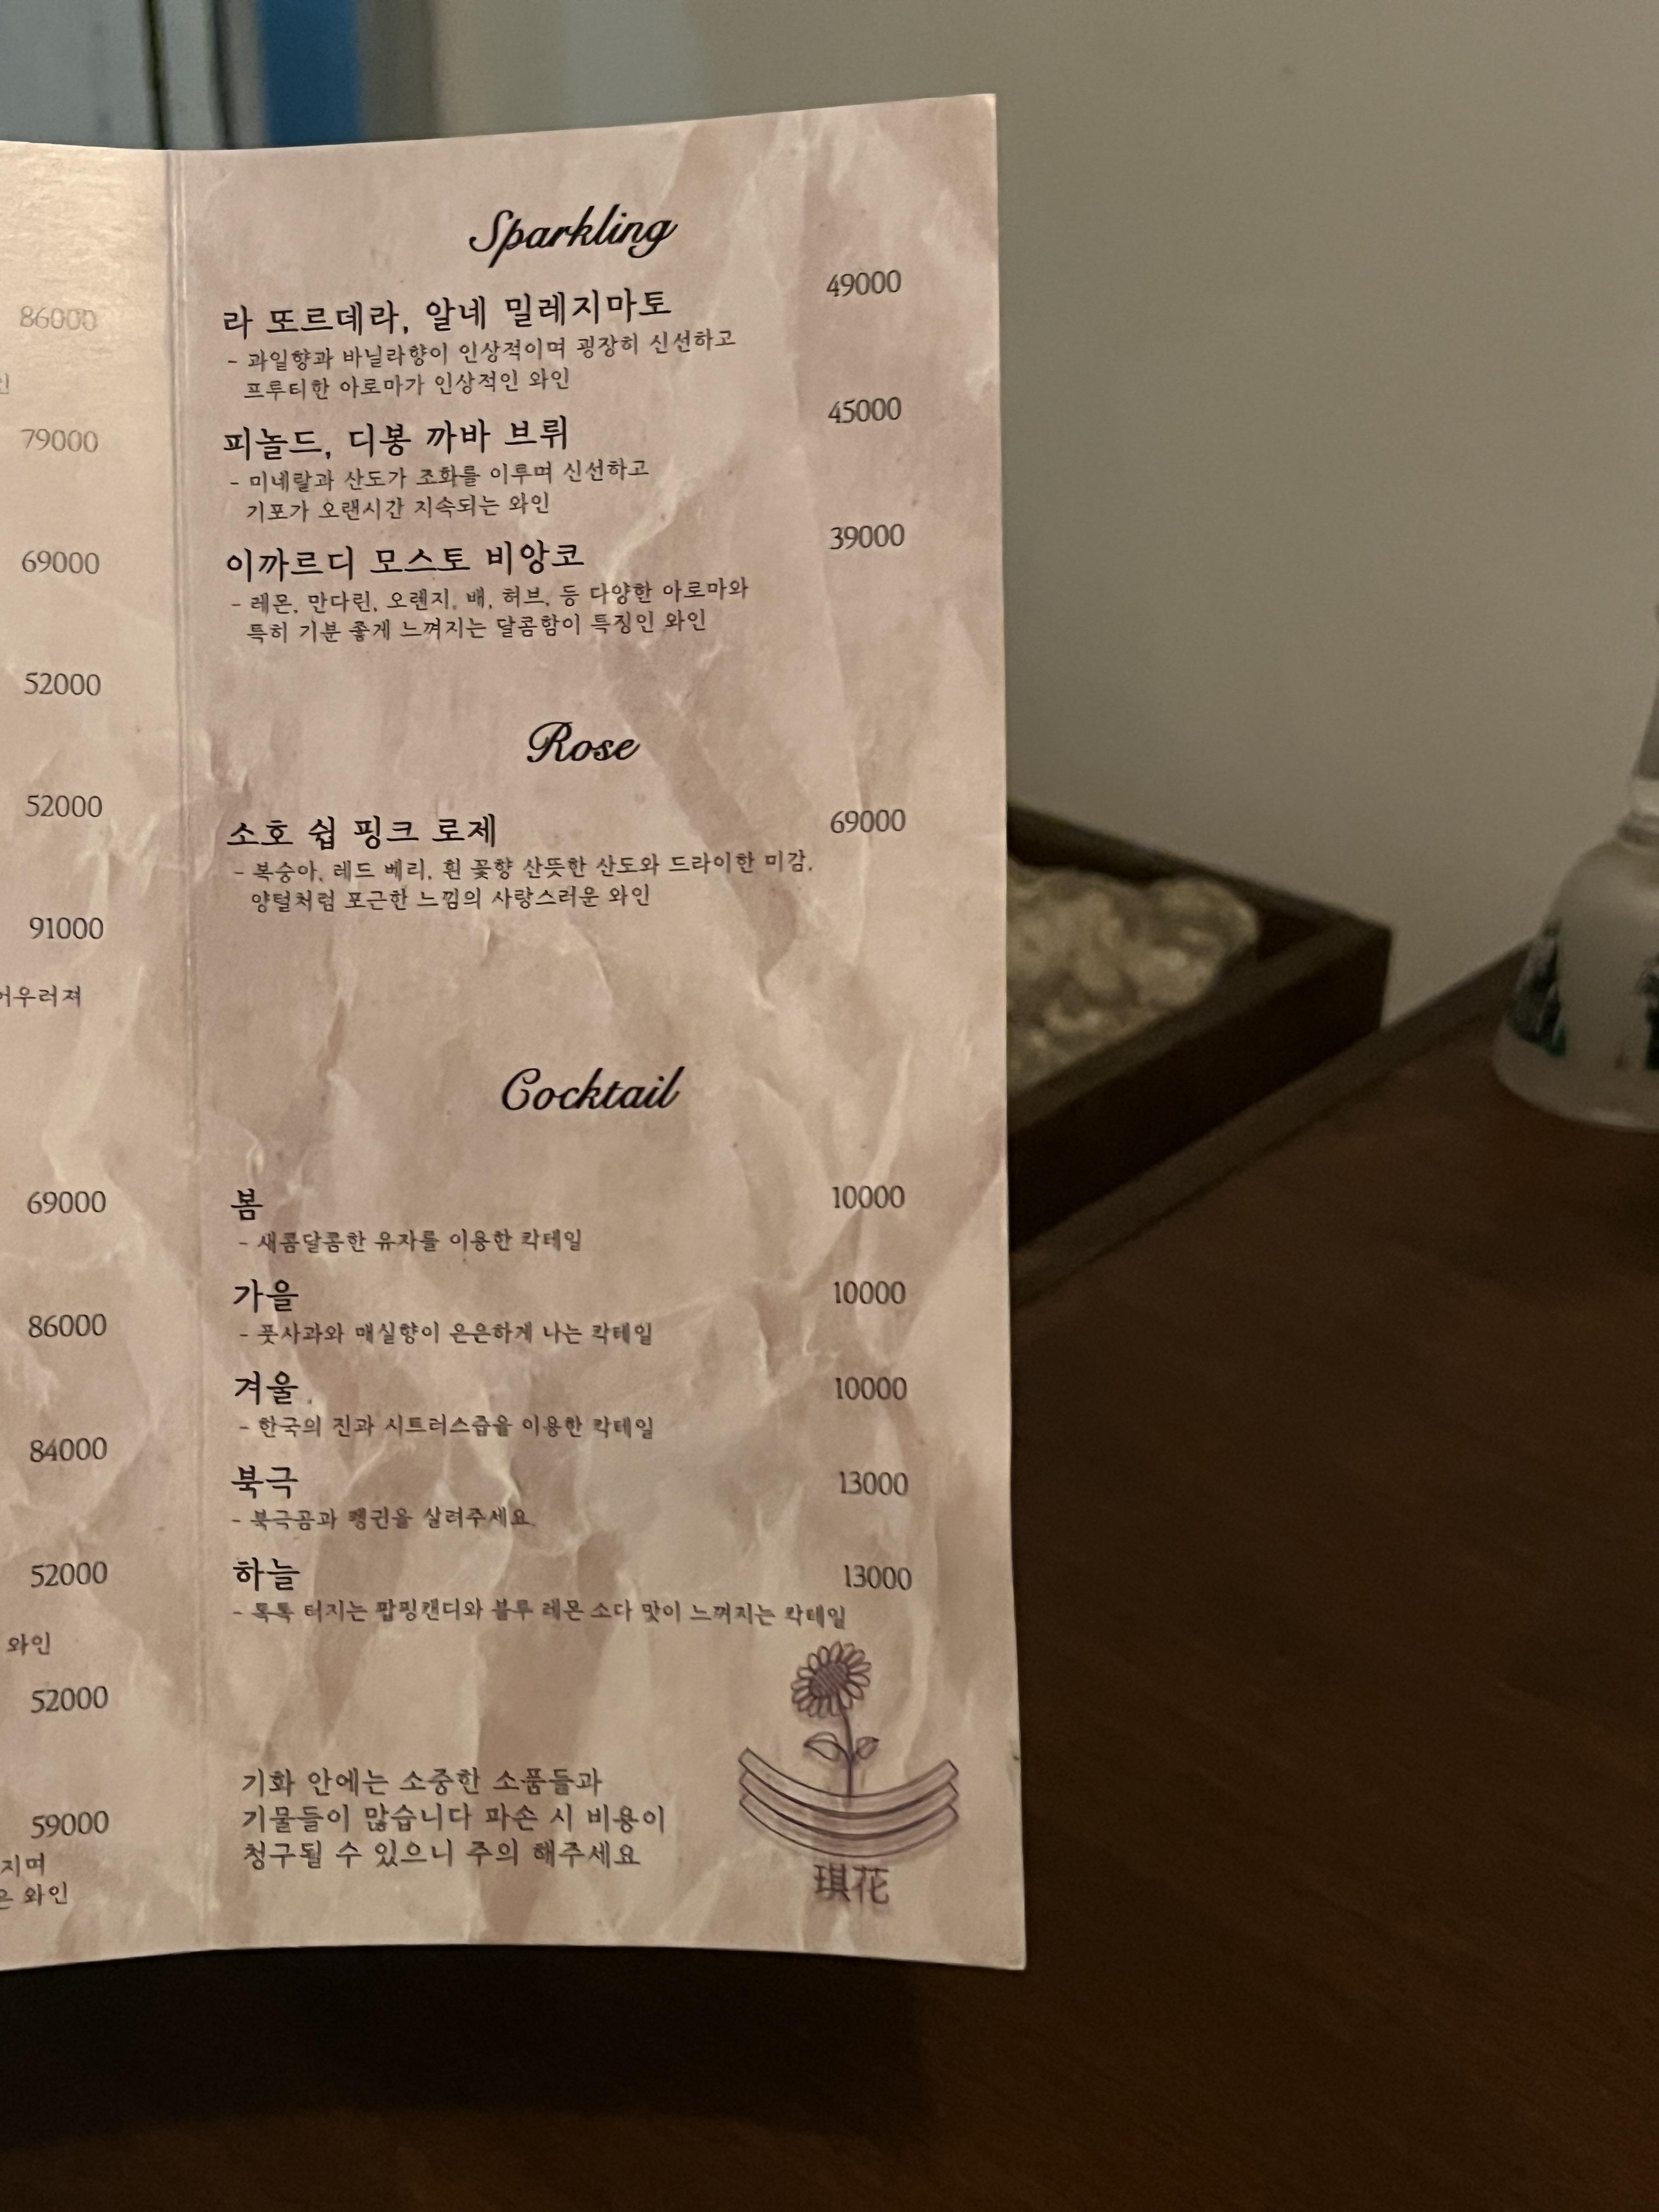 86000
인
79000
69000
52000
52000
91000
어우러져
69000
86000
84000
52000
와인
52000
59000
지며
은 와인
Sparkling
라 또르데라, 알네 밀레지마토 49000
- 과일향과 바닐라향이 인상적이며 굉장히 신선하고
프루티한 아로마가 인상적인 와인
피놀드, 디봉 까바 브뤼 45000
- 미네랄과 산도가 조화를 이루며 신선하고
기포가 오랜시간 지속되는 와인
이까르디 모스토 비앙코 39000
- 레몬, 만다린, 오렌지, 배, 허브, 등 다양한 아로마와
특히 기분 좋게 느껴지는 달콤함이 특징인 와인
Rose
소호 쉽 핑크 로제 69000
- 복숭아, 레드 베리, 흰 꽃향 산뜻한 산도와 드라이한 미감,
양털처럼 포근한 느낌의 사랑스러운 와인
Cocktail
봄 10000
- 새콤달콤한 유자를 이용한 칵테일
가을 10000
- 풋사과와 매실향이 은은하게 나는 칵테일
겨울 10000
- 한국의 진과 시트러스즙을 이용한 칵테일
북극 13000
- 북극곰과 팽귄을 살려주세요
하늘 13000
- 톡톡 터지는 팝핑캔디와 블루 레몬 소다 맛이 느껴지는 칵테일
기화 안에는 소중한 소품들과
기물들이 많습니다 파손 시 비용이
청구될 수 있으니 주의 해주세요
琪花